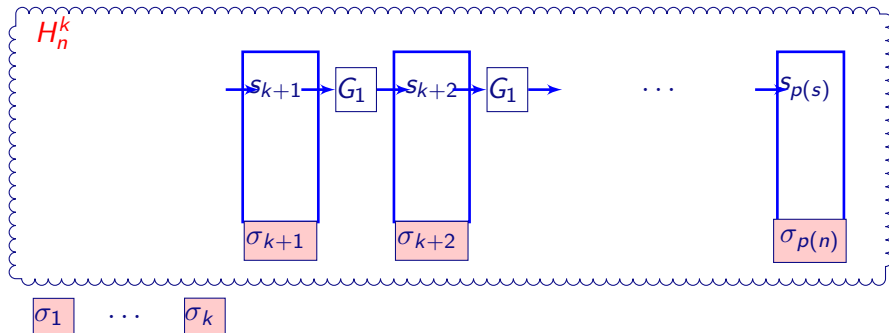 H_n^k
s_{k+1} G_1 s_{k+2} G_1 ⋯ s_{p(s)}
σ_{k+1} σ_{k+2} σ_{p(n)}
σ_1 ⋯ σ_k